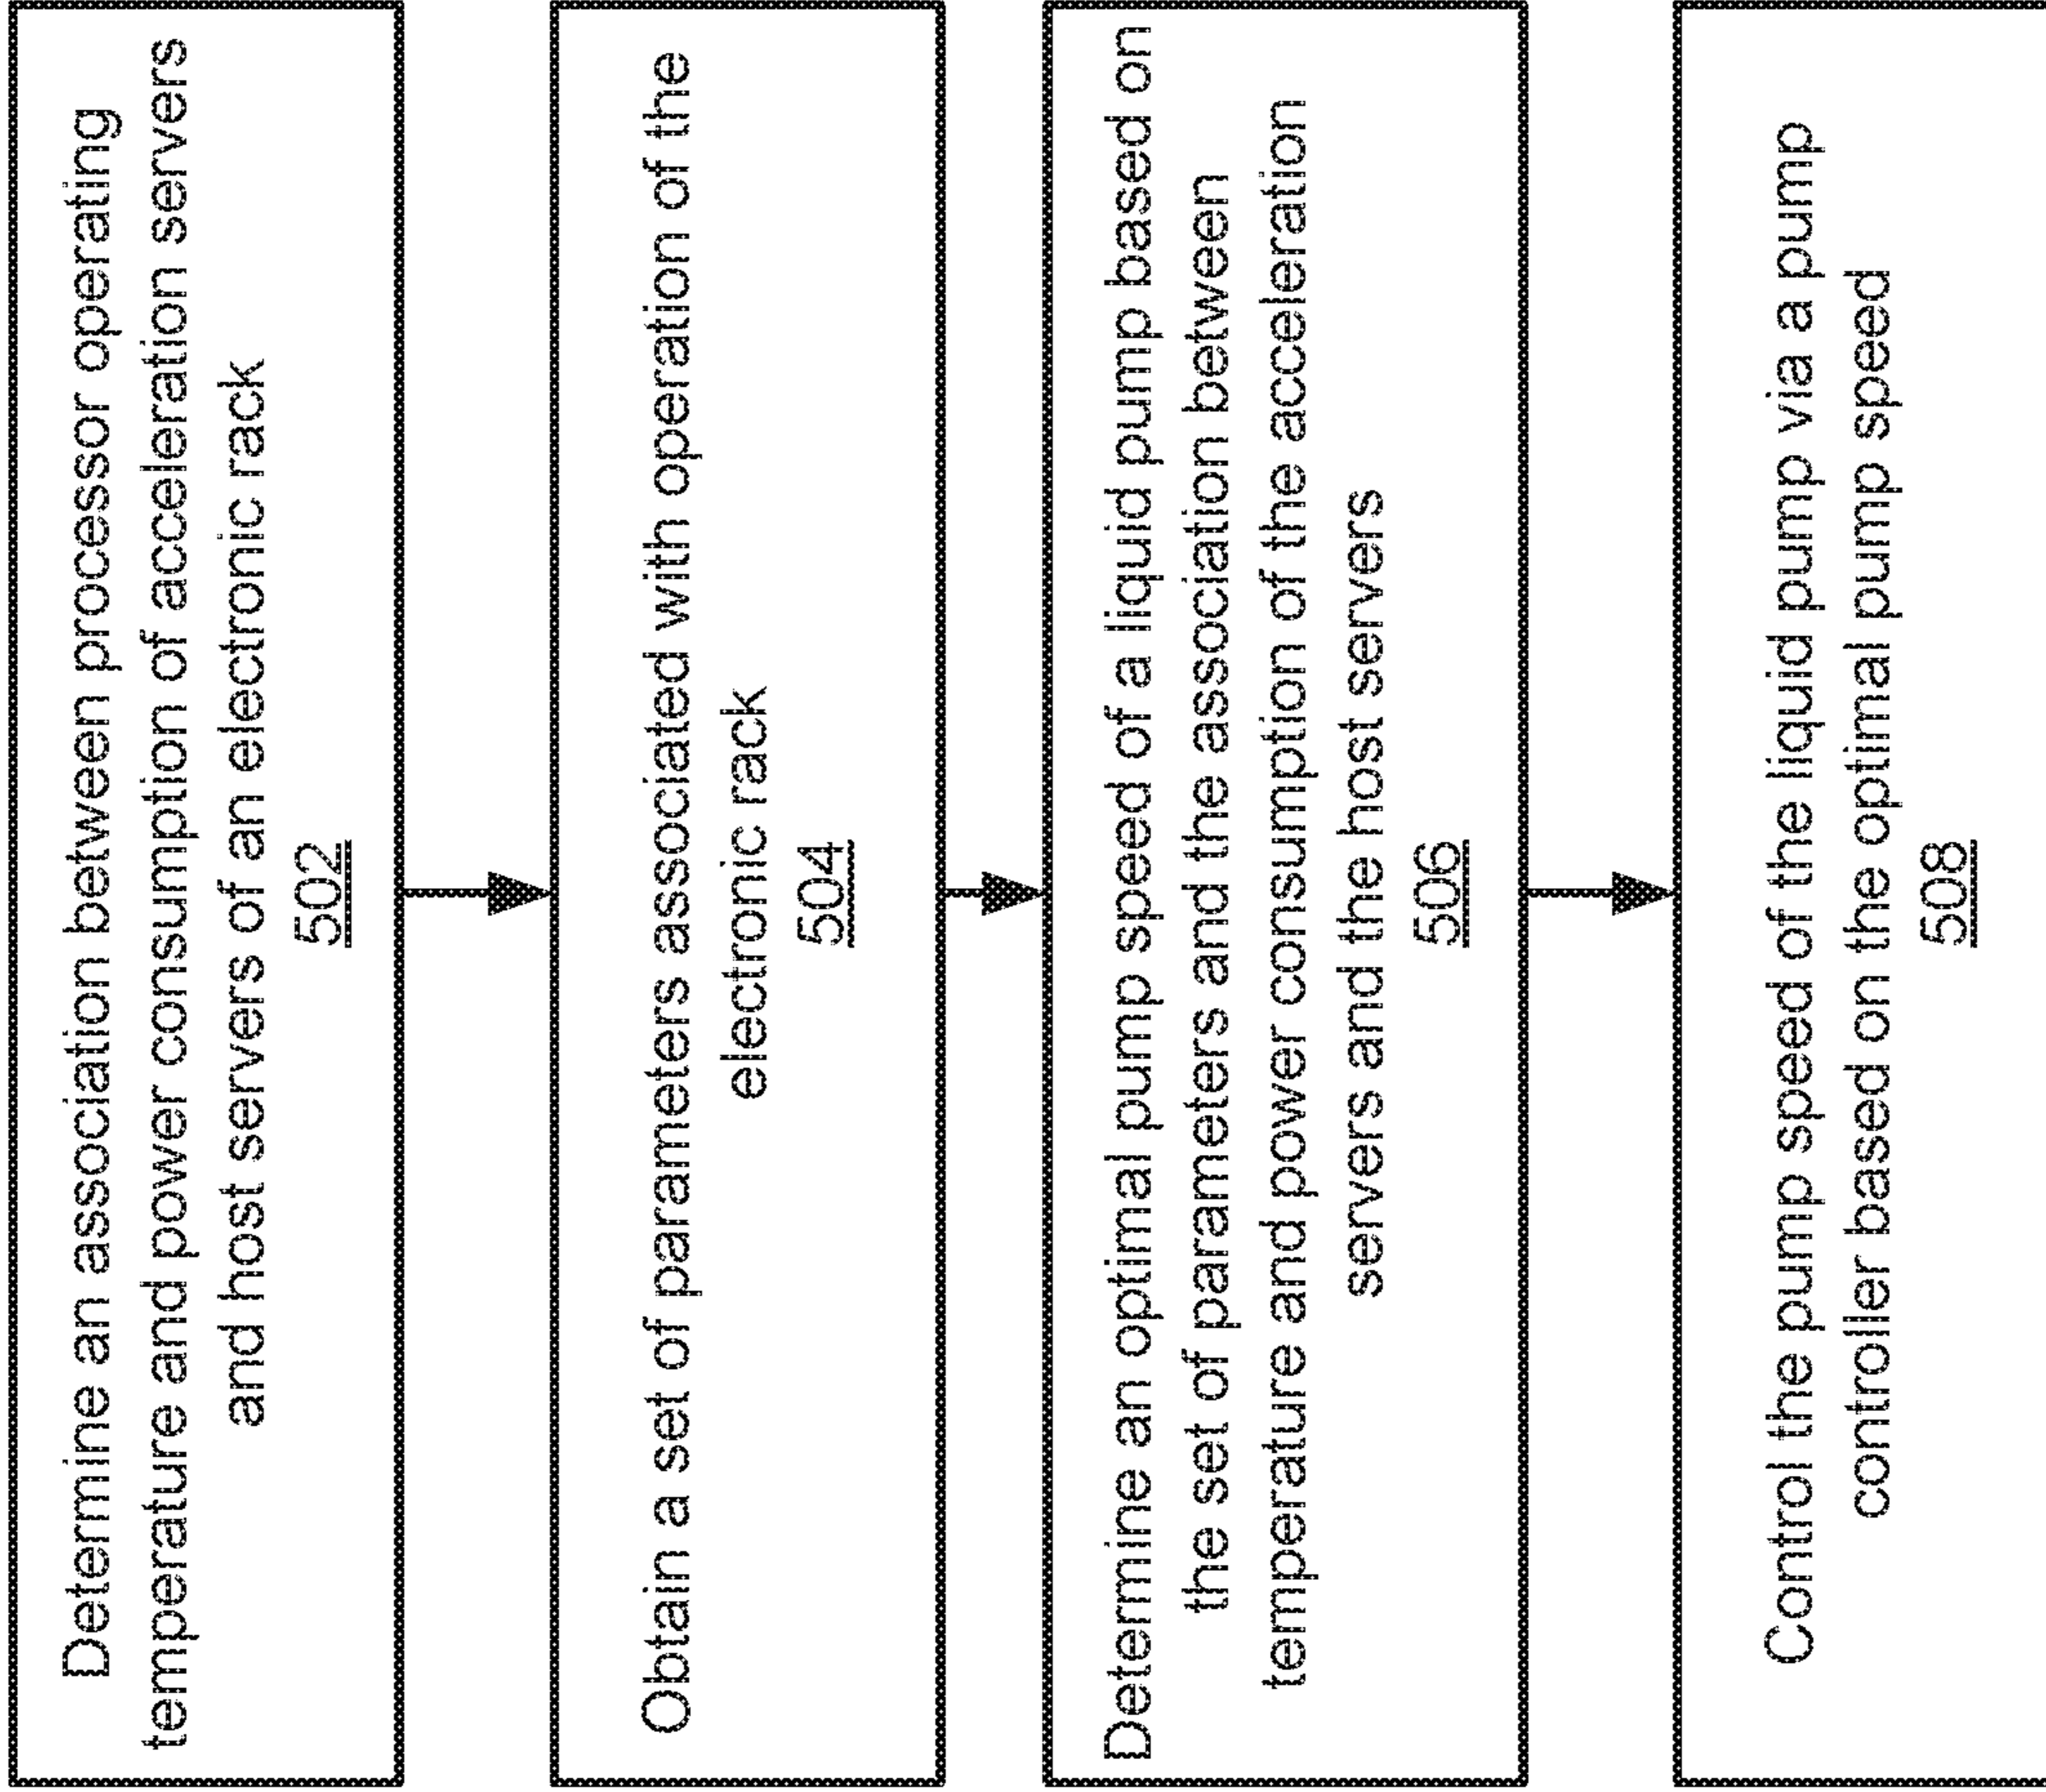 Determine an association between processor operating
temperature and power consumption of acceleration servers
and host servers of an electronic rack
502
Obtain a set of parameters associated with operation of the
electronic rack
504
Determine an optimal pump speed of a liquid pump based on
the set of parameters and the association between
temperature and power consumption of the acceleration
servers and the host servers
506
Control the pump speed of the liquid pump via a pump
controller based on the optimal pump speed
508